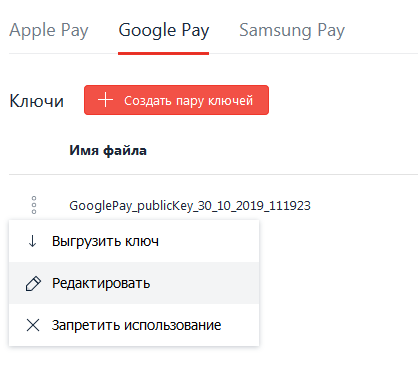 Apple Pay Google Pay Samsung Pay
Ключи Создать пару ключей
Имя файла
GooglePay_publicKey_30_10_2019_111923
Выгрузить ключ
Редактировать
Запретить использование